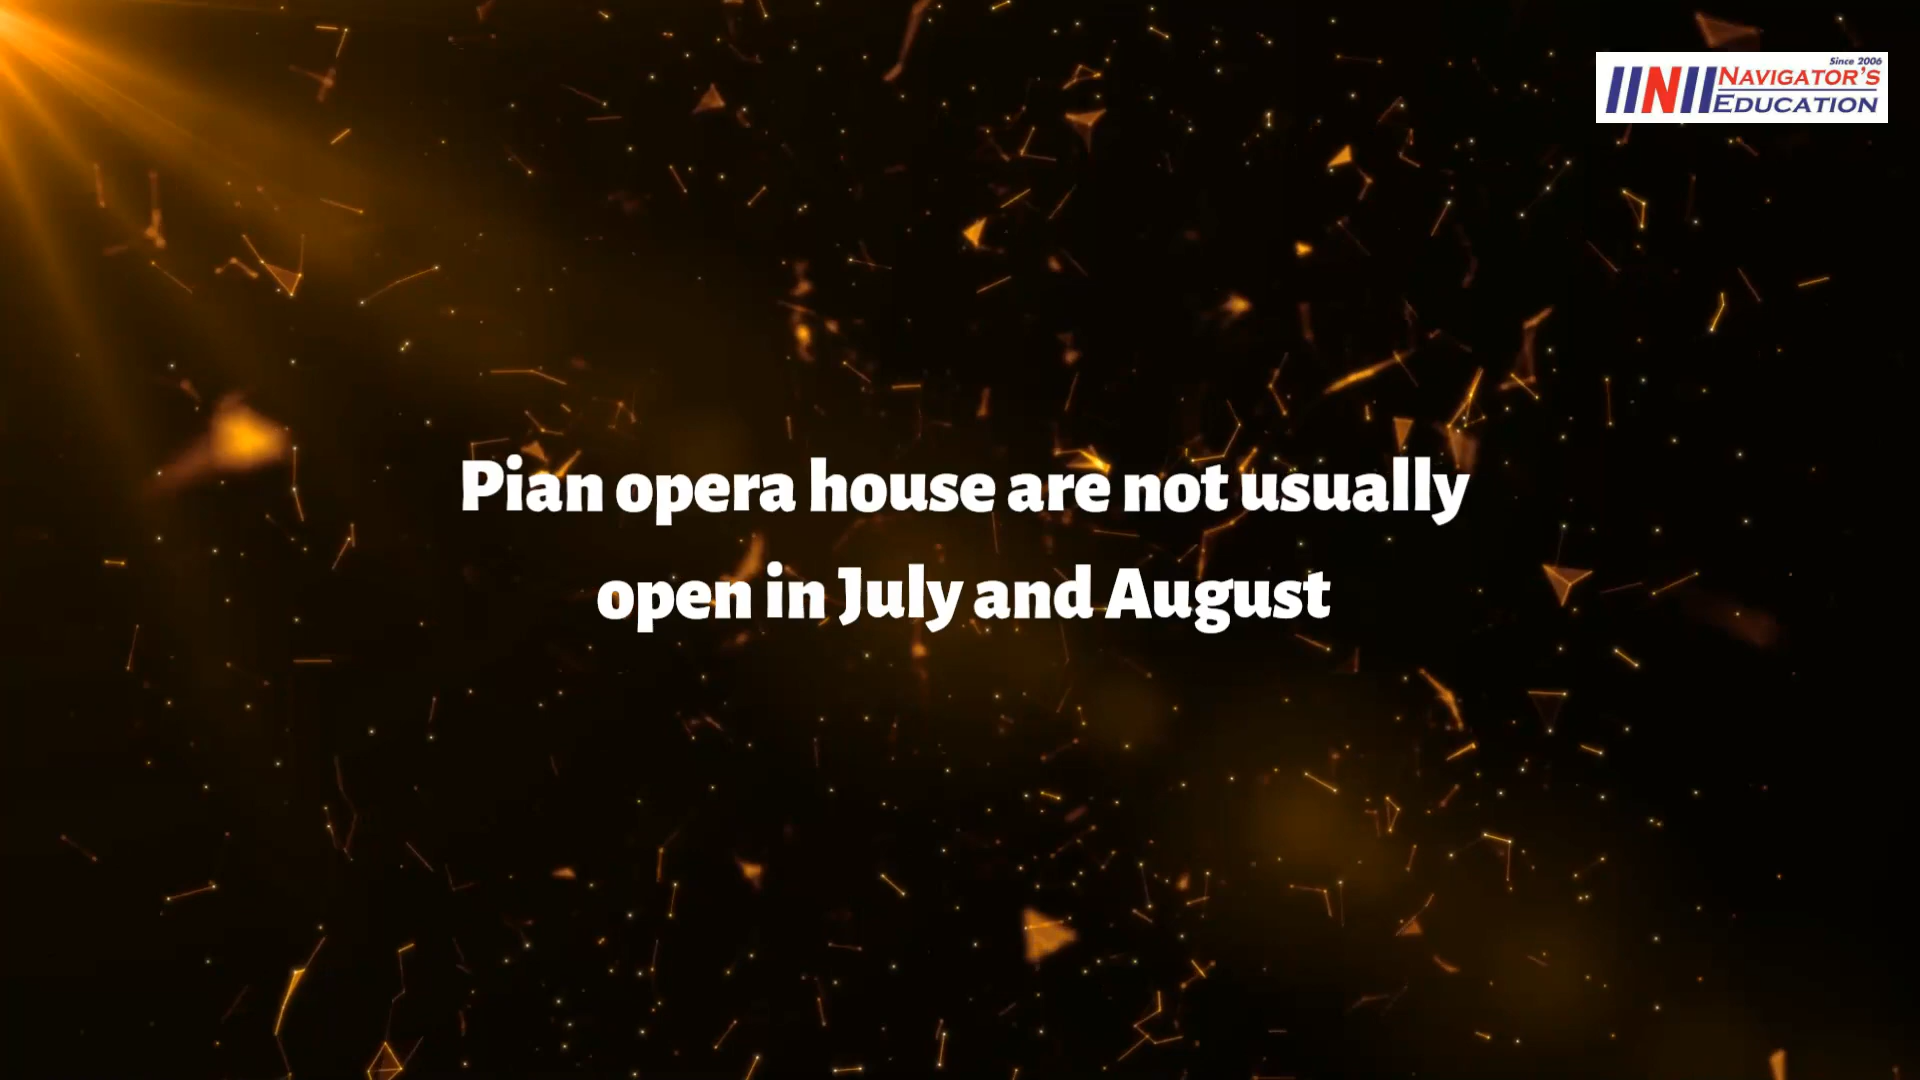 Since 2006
NAVIGATOR'S
EDUCATION
Pian opera house are not usually
open in July and August